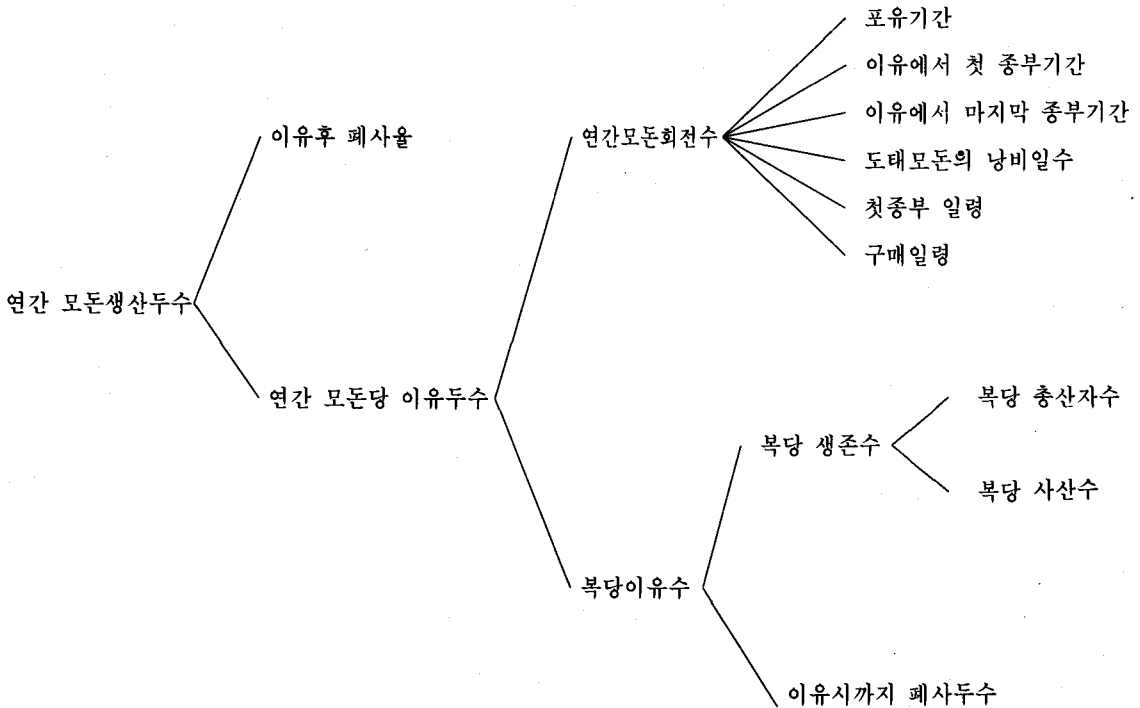 포유기간
이유에서 첫 종부기간
이유에서 마지막 종부기간
이유후 폐사율
연간모돈회전수
도태모돈의 낭비일수
첫종부 일령
구매일령
연간 모돈생산두수
연간 모돈당 이유두수
복당 총산자수
복당 생존수
복당 사산수
복당이유수
이유시까지 폐사두수